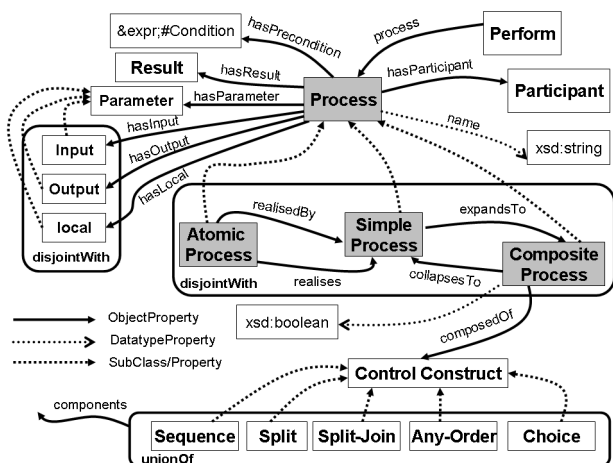 &expr;#Condition
hasPrecondition
process
Perform
Result
hasResult
hasParticipant
Participant
Parameter
hasParameter
Process
name
xsd:string
hasInput
Input
hasOutput
Output
hasLocal
local
disjointWith
realisedBy
Simple
Process
expandsTo
Atomic
Process
Composite
Process
realises
collapsesTo
disjointWith
xsd:boolean
composedOf
ObjectProperty
DatatypeProperty
SubClass/Property
Control Construct
components
Sequence
Split
Split-Join
Any-Order
Choice
unionOf